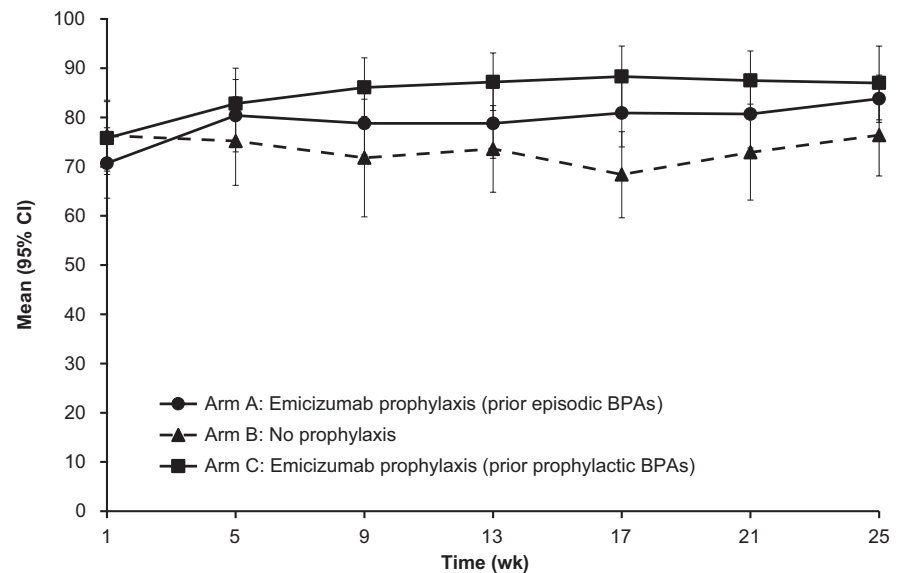 100
90
80
70
60
50
40
30
20
10
0
Mean (95% CI)
Arm A: Emicizumab prophylaxis (prior episodic BPAs)
Arm B: No prophylaxis
Arm C: Emicizumab prophylaxis (prior prophylactic BPAs)
1 5 9 13 17 21 25
Time (wk)